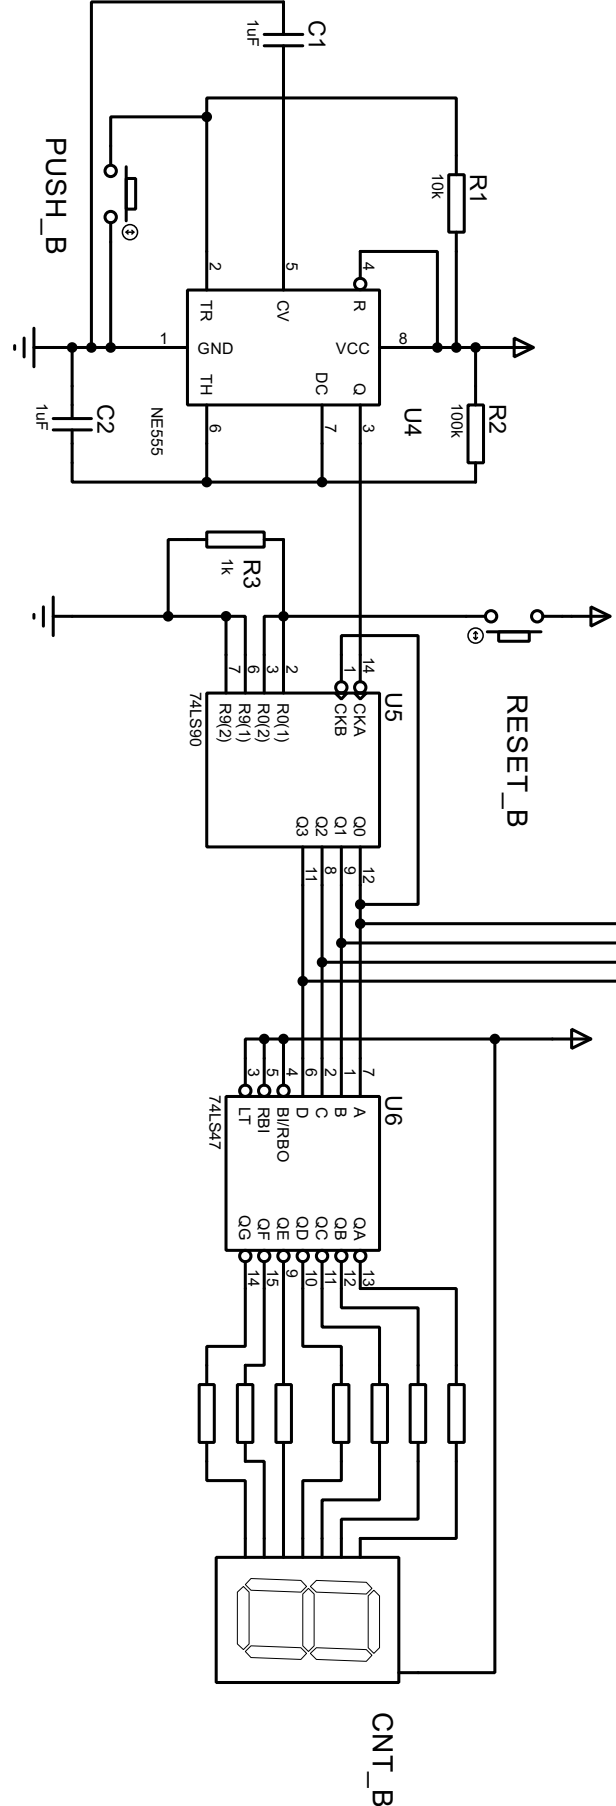 C1
1uF
PUSH_B
R1
10k
2
5
4
TR
CV
R
1
GND
VCC
8
TH
DC
Q
6
7
3
NE555
U4
C2
1uF
R2
100k
R3
1k
RESET_B
7
6
3
2
1
14
R9(2)
R9(1)
R0(2)
R0(1)
CKB
CKA
U5
74LS90
Q3
Q2
Q1
Q0
11
8
9
12
3
5
4
6
2
1
7
LT
RBI
BI/RBO
D
C
B
A
U6
74LS47
QG
QF
QE
QD
QC
QB
QA
14
15
9
10
11
12
13
CNT_B